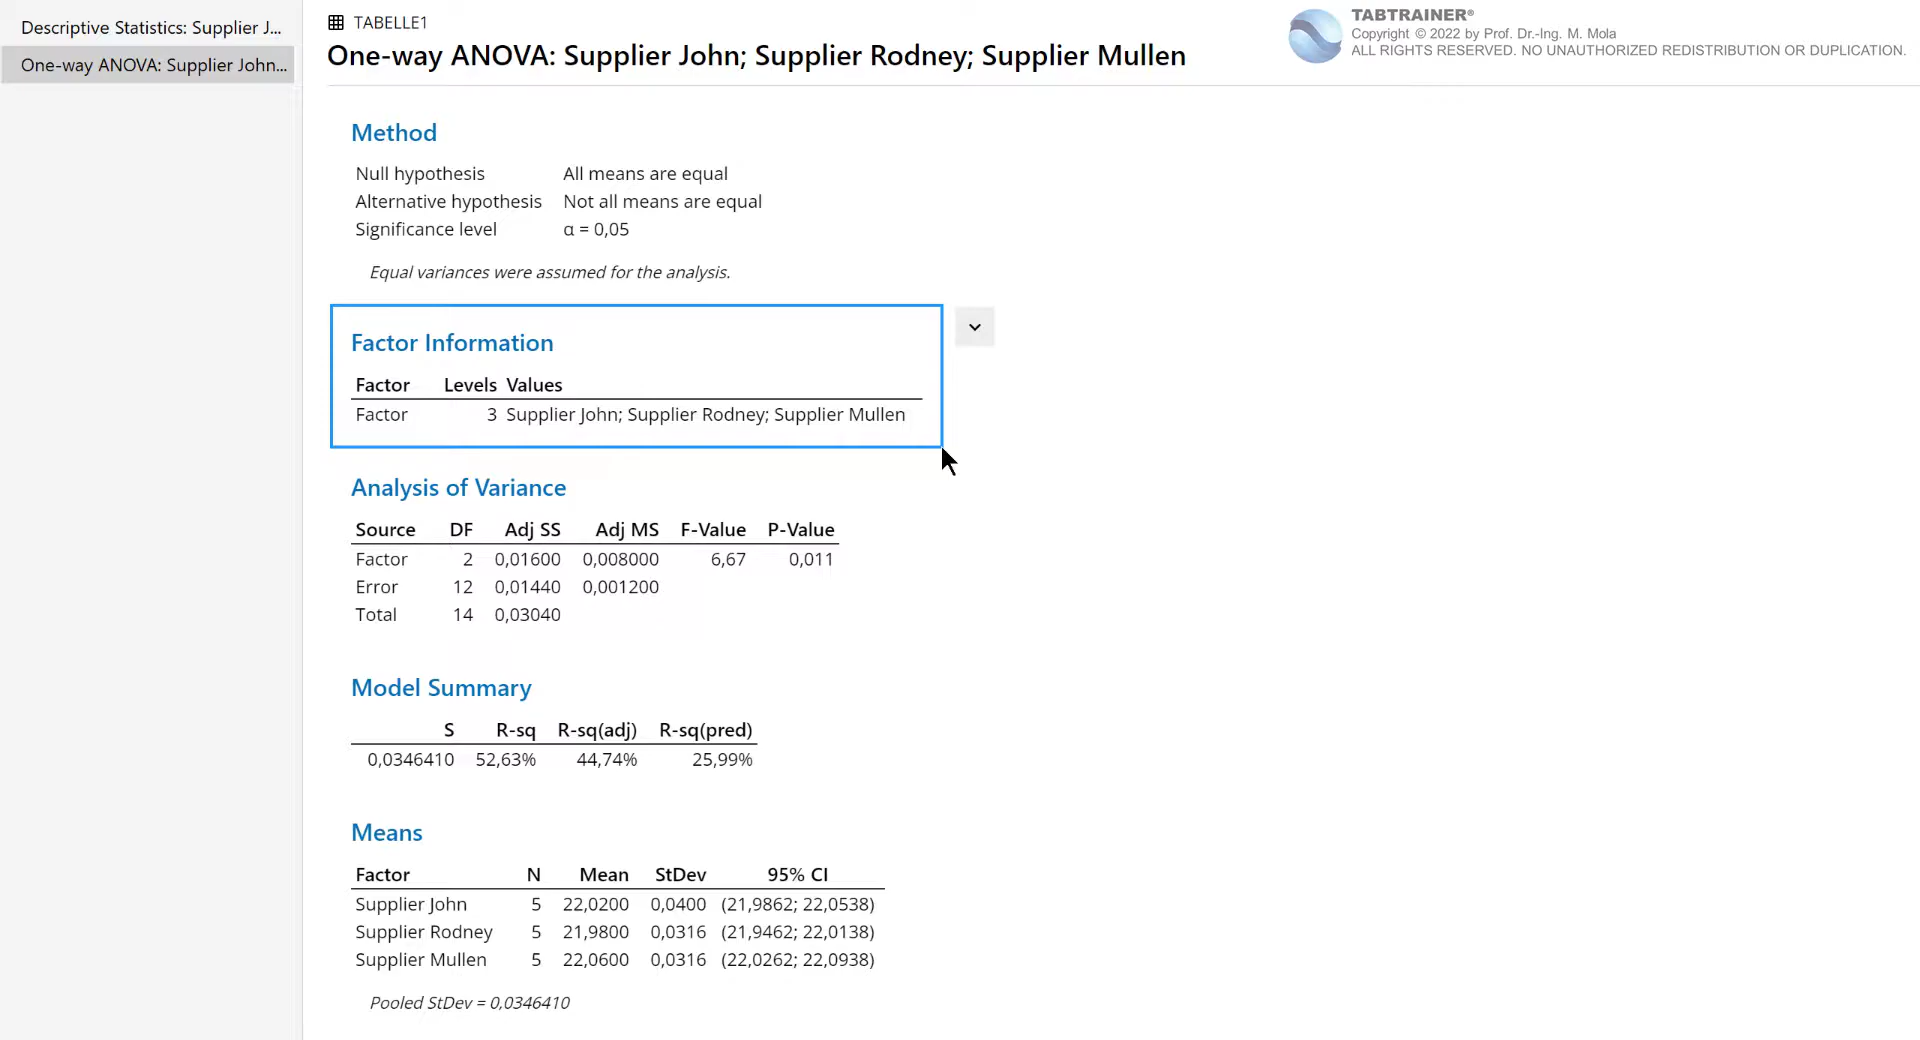 Descriptive Statistics: Supplier J...
One-way ANOVA: Supplier John...
TABELLE1
One-way ANOVA: Supplier John; Supplier Rodney; Supplier Mullen
TABTRAINER®
Copyright © 2022 by Prof. Dr.-Ing. M. Mola
ALL RIGHTS RESERVED. NO UNAUTHORIZED REDISTRIBUTION OR DUPLICATION.
Method
Null hypothesis All means are equal
Alternative hypothesis Not all means are equal
Significance level α = 0,05
Equal variances were assumed for the analysis.
Factor Information
Factor Levels Values
Factor 3 Supplier John; Supplier Rodney; Supplier Mullen
Analysis of Variance
Source DF Adj SS Adj MS F-Value P-Value
Factor 2 0,01600 0,008000 6,67 0,011
Error 12 0,01440 0,001200
Total 14 0,03040
Model Summary
S R-sq R-sq(adj) R-sq(pred)
0,0346410 52,63% 44,74% 25,99%
Means
Factor N Mean StDev 95% CI
Supplier John 5 22,0200 0,0400 (21,9862; 22,0538)
Supplier Rodney 5 21,9800 0,0316 (21,9462; 22,0138)
Supplier Mullen 5 22,0600 0,0316 (22,0262; 22,0938)
Pooled StDev = 0,0346410